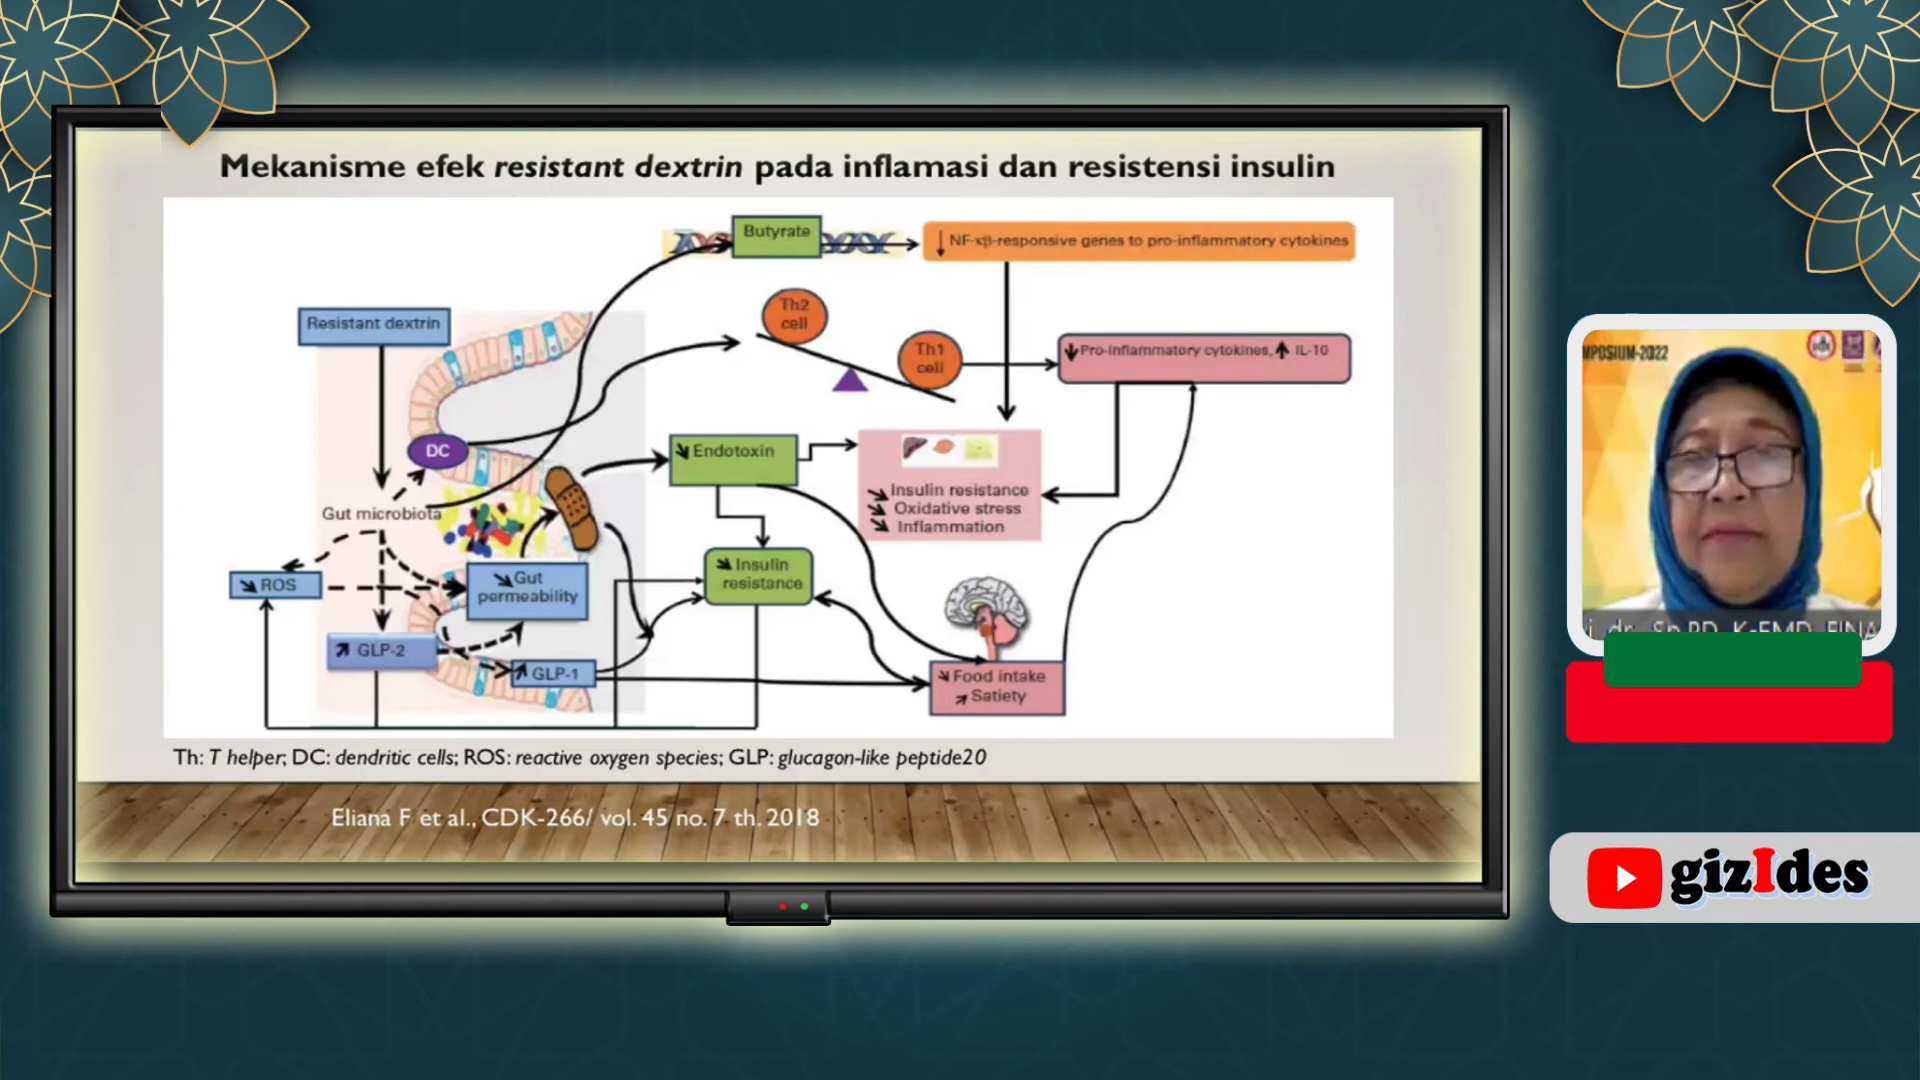 Mekanisme efek resistant dextrin pada inflamasi dan resistensi insulin
Butyrate
NF-κβ-responsive genes to pro-inflammatory cytokines
Th2
cell
Resistant dextrin
Th1
cell
Pro-inflammatory cytokines, IL-10
DC
Endotoxin
Insulin resistance
Oxidative stress
Inflammation
Gut microbiota
ROS
Gut
permeability
Insulin
resistance
GLP-2
GLP-1
Food intake
Satiety
Th: T helper; DC: dendritic cells; ROS: reactive oxygen species; GLP: glucagon-like peptide20
Eliana F et al., CDK-266/ vol. 45 no. 7 th. 2018
MPOSIUM-2022
gizIdes